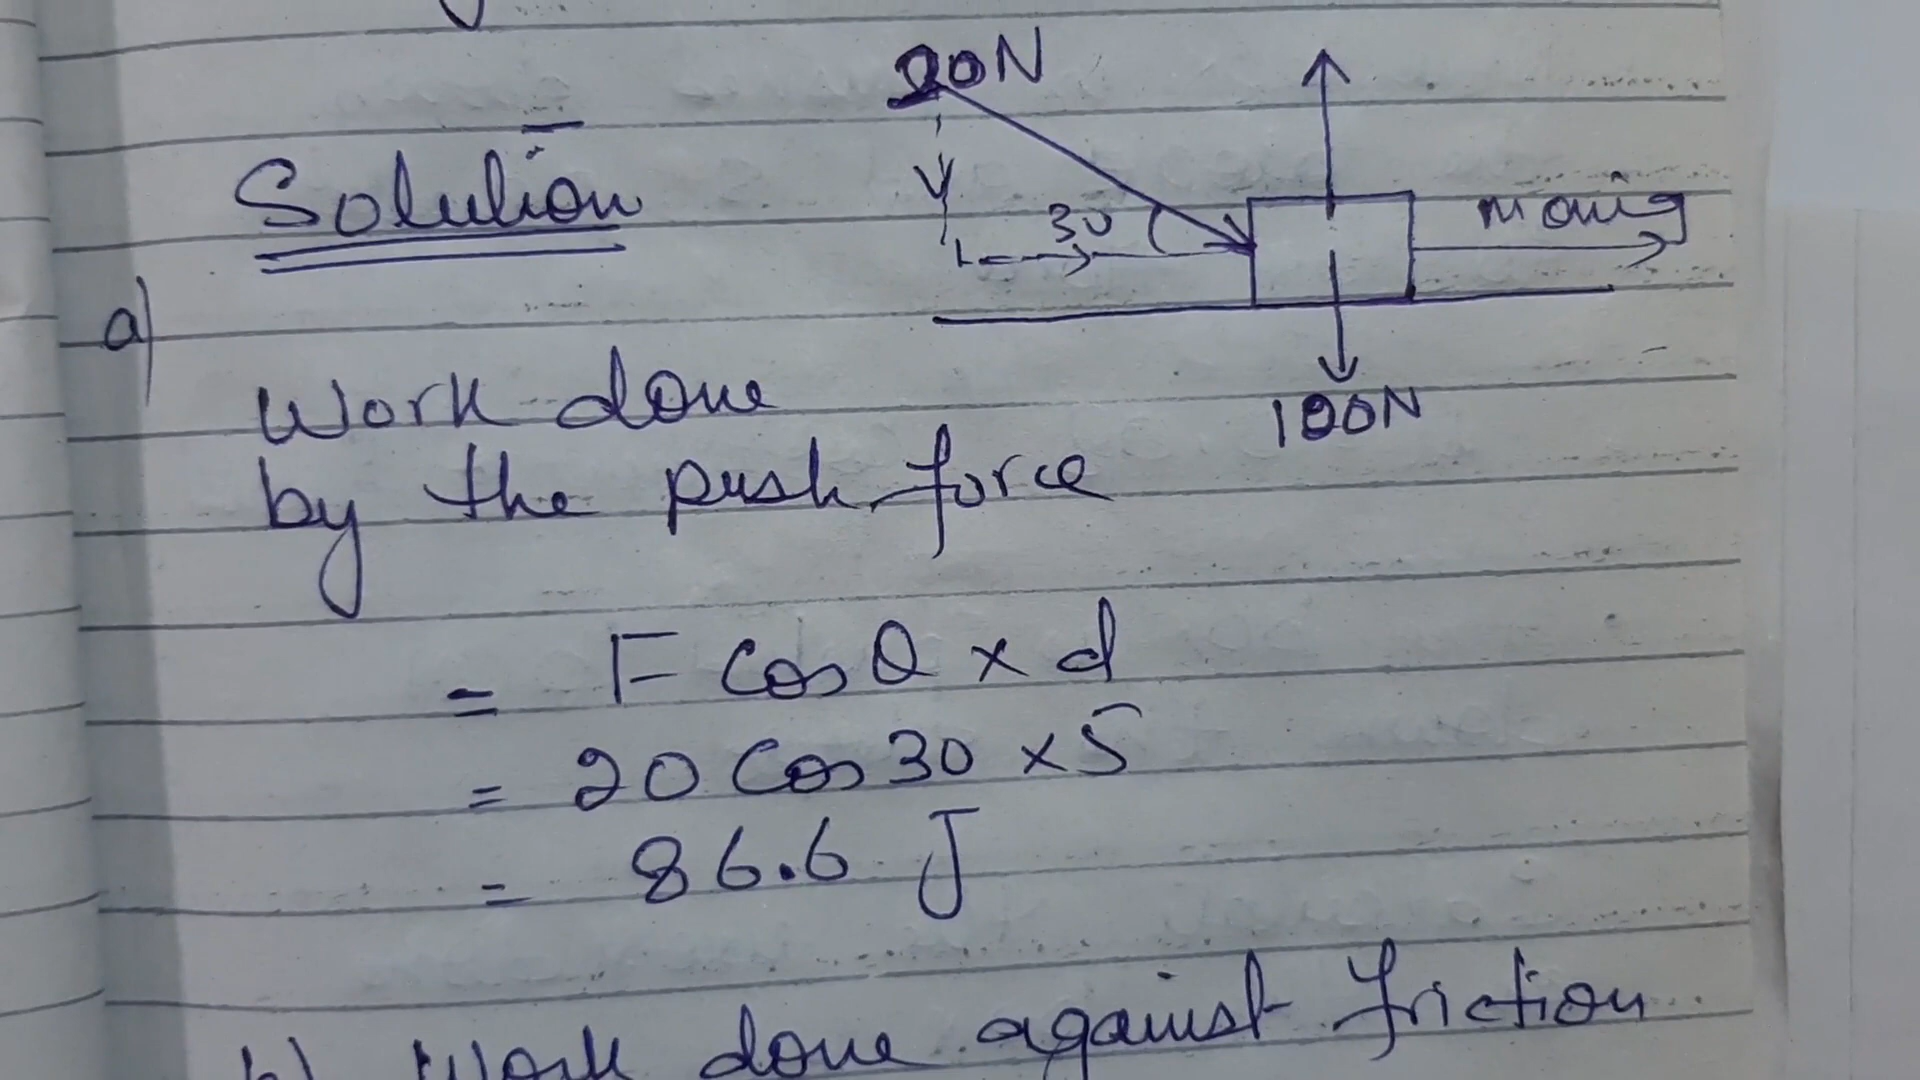 20N
Solution
30
moving
a)
100N
Work done
by the push force
= F Cos θ × d
= 20 Cos 30 × 5
= 86.6 J
b) Work done against friction